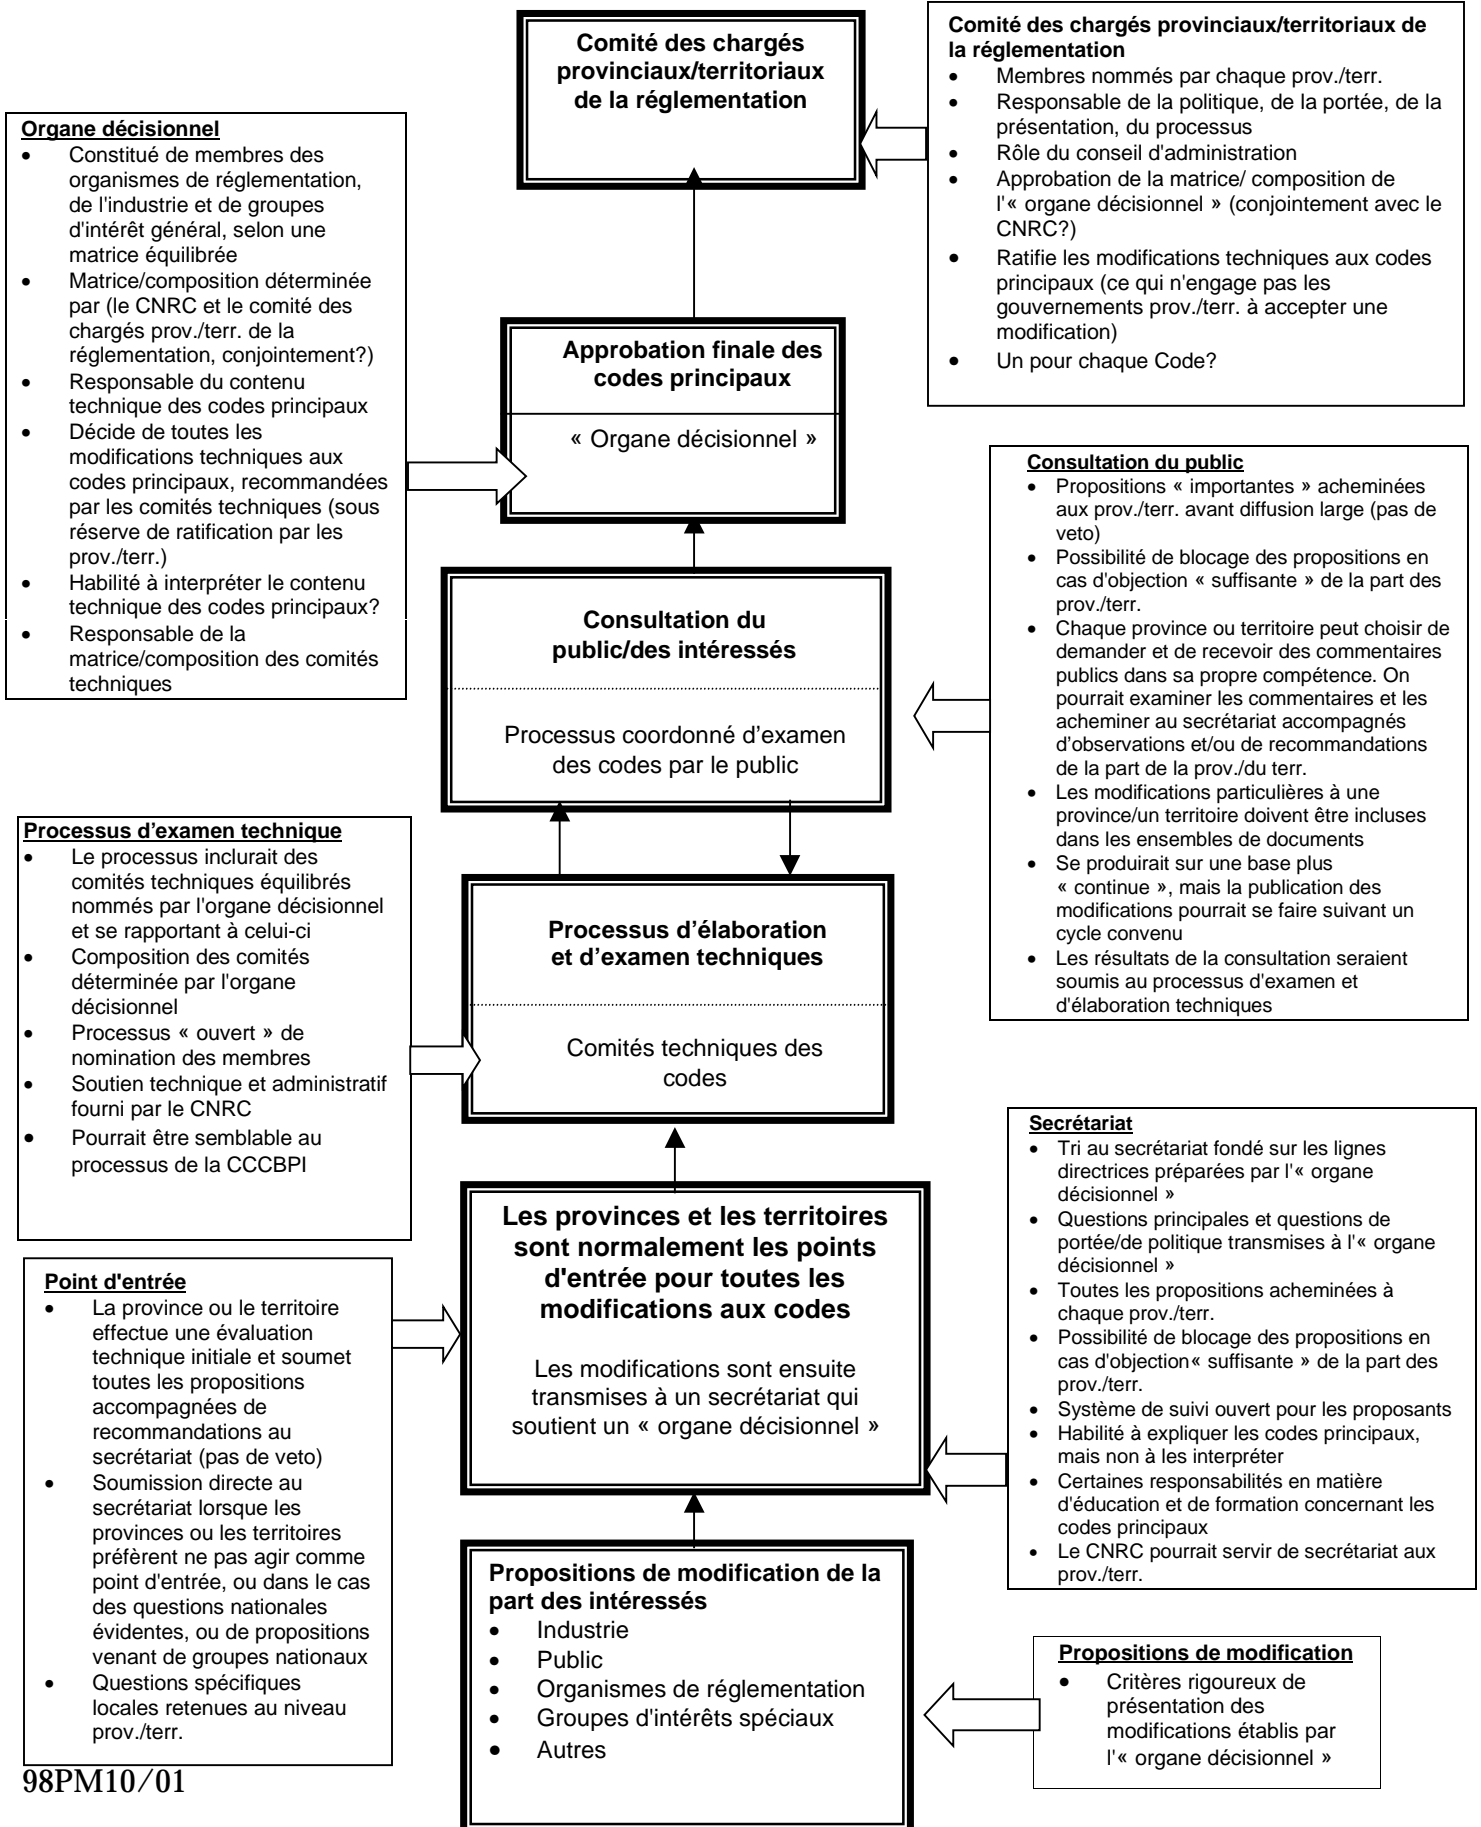 Comité des chargés
provinciaux/territoriaux
de la réglementation
Comité des chargés provinciaux/territoriaux de
la réglementation
• Membres nommés par chaque prov./terr.
• Responsable de la politique, de la portée, de la
présentation, du processus
• Rôle du conseil d'administration
• Approbation de la matrice/ composition de
l'« organe décisionnel » (conjointement avec le
CNRC?)
• Ratifie les modifications techniques aux codes
principaux (ce qui n'engage pas les
gouvernements prov./terr. à accepter une
modification)
• Un pour chaque Code?
Organe décisionnel
• Constitué de membres des
organismes de réglementation,
de l'industrie et de groupes
d'intérêt général, selon une
matrice équilibrée
• Matrice/composition déterminée
par (le CNRC et le comité des
chargés prov./terr. de la
réglementation, conjointement?)
• Responsable du contenu
technique des codes principaux
• Décide de toutes les
modifications techniques aux
codes principaux, recommandées
par les comités techniques (sous
réserve de ratification par les
prov./terr.)
• Habilité à interpréter le contenu
technique des codes principaux?
• Responsable de la
matrice/composition des comités
techniques
Approbation finale des
codes principaux
« Organe décisionnel »
Consultation du public
• Propositions « importantes » acheminées
aux prov./terr. avant diffusion large (pas de
veto)
• Possibilité de blocage des propositions en
cas d'objection « suffisante » de la part des
prov./terr.
• Chaque province ou territoire peut choisir de
demander et de recevoir des commentaires
publics dans sa propre compétence. On
pourrait examiner les commentaires et les
acheminer au secrétariat accompagnés
d'observations et/ou de recommandations
de la part de la prov./du terr.
• Les modifications particulières à une
province/un territoire doivent être incluses
dans les ensembles de documents
• Se produirait sur une base plus
« continue », mais la publication des
modifications pourrait se faire suivant un
cycle convenu
• Les résultats de la consultation seraient
soumis au processus d'examen et
d'élaboration techniques
Consultation du
public/des intéressés
Processus coordonné d'examen
des codes par le public
Processus d'examen technique
• Le processus inclurait des
comités techniques équilibrés
nommés par l'organe décisionnel
et se rapportant à celui-ci
• Composition des comités
déterminée par l'organe
décisionnel
• Processus « ouvert » de
nomination des membres
• Soutien technique et administratif
fourni par le CNRC
• Pourrait être semblable au
processus de la CCCBPI
Processus d'élaboration
et d'examen techniques
Comités techniques des
codes
Secrétariat
• Tri au secrétariat fondé sur les lignes
directrices préparées par l'« organe
décisionnel »
• Questions principales et questions de
portée/de politique transmises à l'« organe
décisionnel »
• Toutes les propositions acheminées à
chaque prov./terr.
• Possibilité de blocage des propositions en
cas d'objection« suffisante » de la part des
prov./terr.
• Système de suivi ouvert pour les proposants
• Habilité à expliquer les codes principaux,
mais non à les interpréter
• Certaines responsabilités en matière
d'éducation et de formation concernant les
codes principaux
• Le CNRC pourrait servir de secrétariat aux
prov./terr.
Les provinces et les territoires
sont normalement les points
d'entrée pour toutes les
modifications aux codes
Les modifications sont ensuite
transmises à un secrétariat qui
soutient un « organe décisionnel »
Point d'entrée
• La province ou le territoire
effectue une évaluation
technique initiale et soumet
toutes les propositions
accompagnées de
recommandations au
secrétariat (pas de veto)
• Soumission directe au
secrétariat lorsque les
provinces ou les territoires
préfèrent ne pas agir comme
point d'entrée, ou dans le cas
des questions nationales
évidentes, ou de propositions
venant de groupes nationaux
• Questions spécifiques
locales retenues au niveau
prov./terr.
Propositions de modification de la
part des intéressés
• Industrie
• Public
• Organismes de réglementation
• Groupes d'intérêts spéciaux
• Autres
Propositions de modification
• Critères rigoureux de
présentation des
modifications établis par
l'« organe décisionnel »
98PM10/01